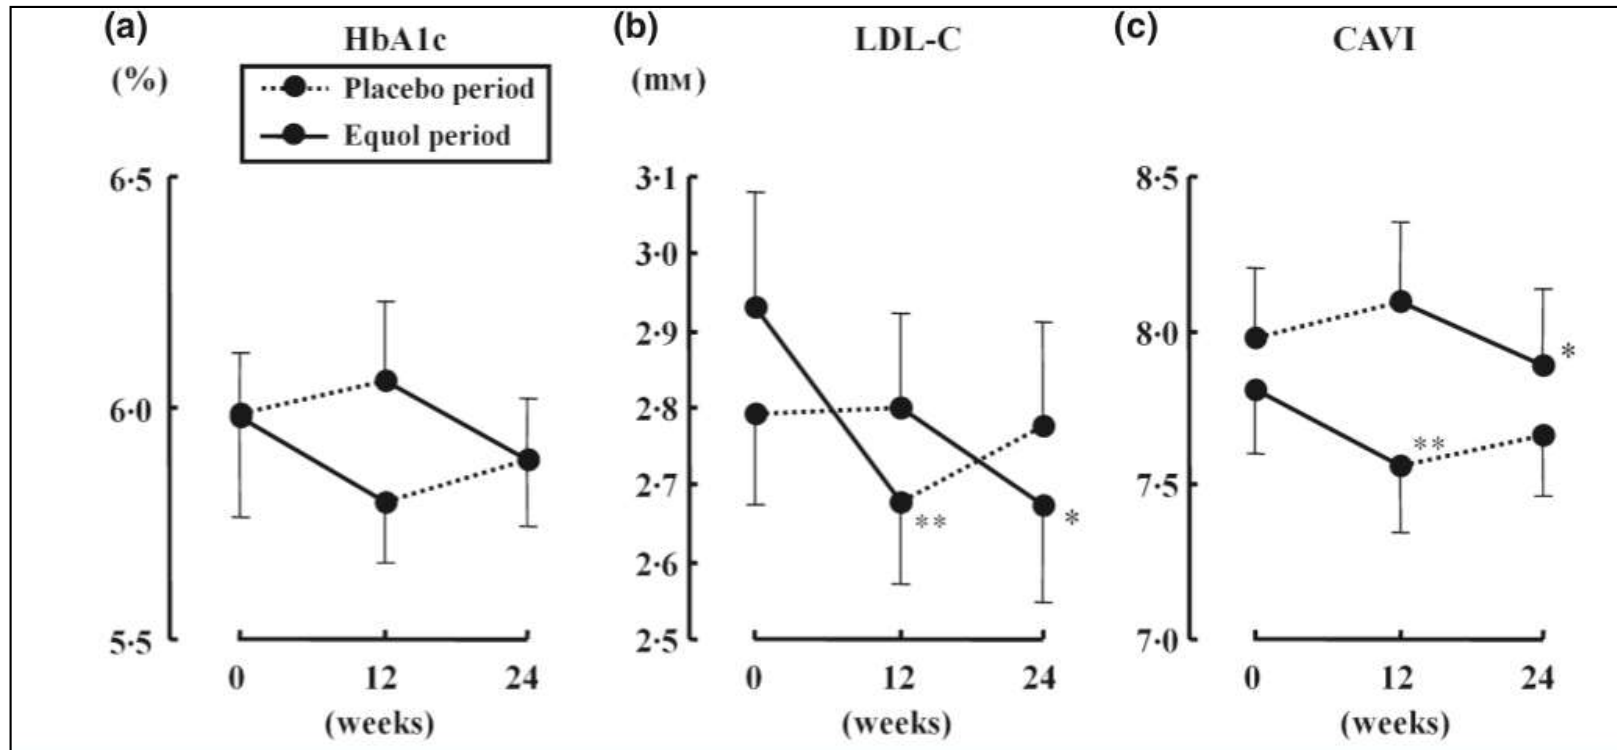 (a) HbA1c
(%)
Placebo period
Equol period
6·5
6·0
5·5
0 12 24
(weeks)
(b) LDL-C
(mM)
3·1
3·0
2·9
2·8
2·7
2·6
2·5
**
*
0 12 24
(weeks)
(c) CAVI
8·5
8·0
7·5
7·0
*
**
0 12 24
(weeks)